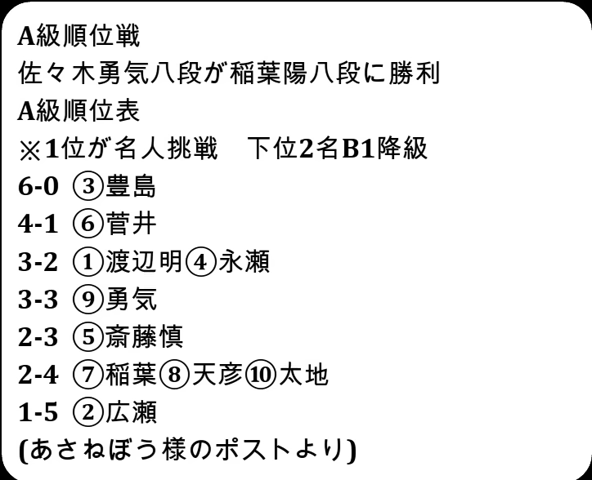 A級順位戦
佐々木勇気八段が稲葉陽八段に勝利
A級順位表
※1位が名人挑戦　下位2名B1降級
6-0 ③豊島
4-1 ⑥菅井
3-2 ①渡辺明④永瀬
3-3 ⑨勇気
2-3 ⑤斎藤慎
2-4 ⑦稲葉⑧天彦⑩太地
1-5 ②広瀬
(あさねぼう様のポストより)